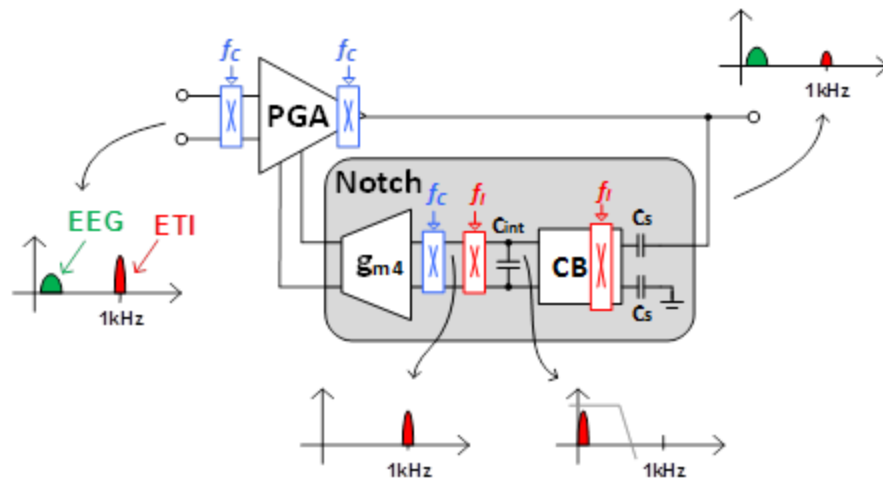 fC fC
1kHz
PGA
Notch
EEG ETI
fC fI Cint fI Cs
gm4 CB
Cs
1kHz
1kHz 1kHz